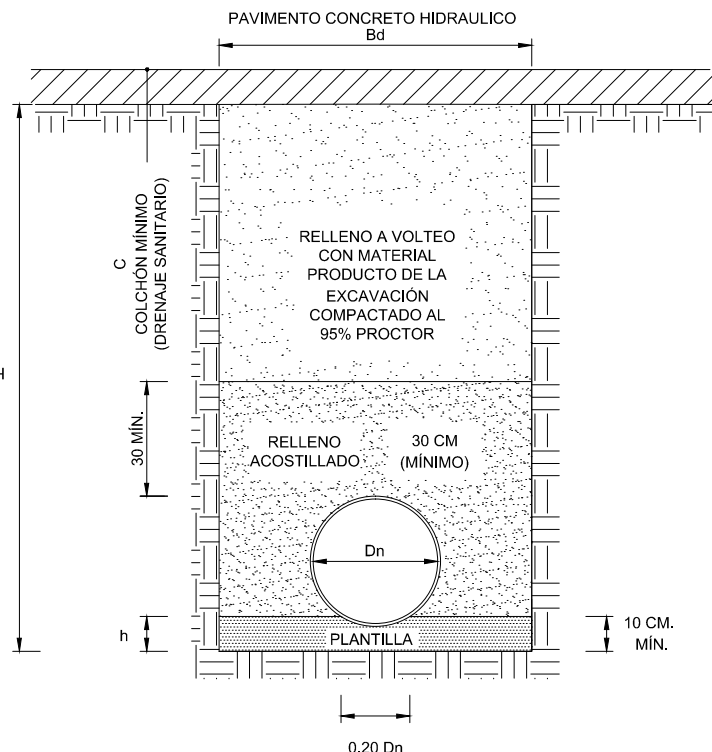 PAVIMENTO CONCRETO HIDRAULICO
Bd
C
COLCHÓN MÍNIMO
(DRENAJE SANITARIO)
RELLENO A VOLTEO
CON MATERIAL
PRODUCTO DE LA
EXCAVACIÓN
COMPACTADO AL
95% PROCTOR
H
30 MÍN.
RELLENO
ACOSTILLADO
30 CM
(MÍNIMO)
Dn
h
PLANTILLA
10 CM.
MÍN.
0.20 Dn